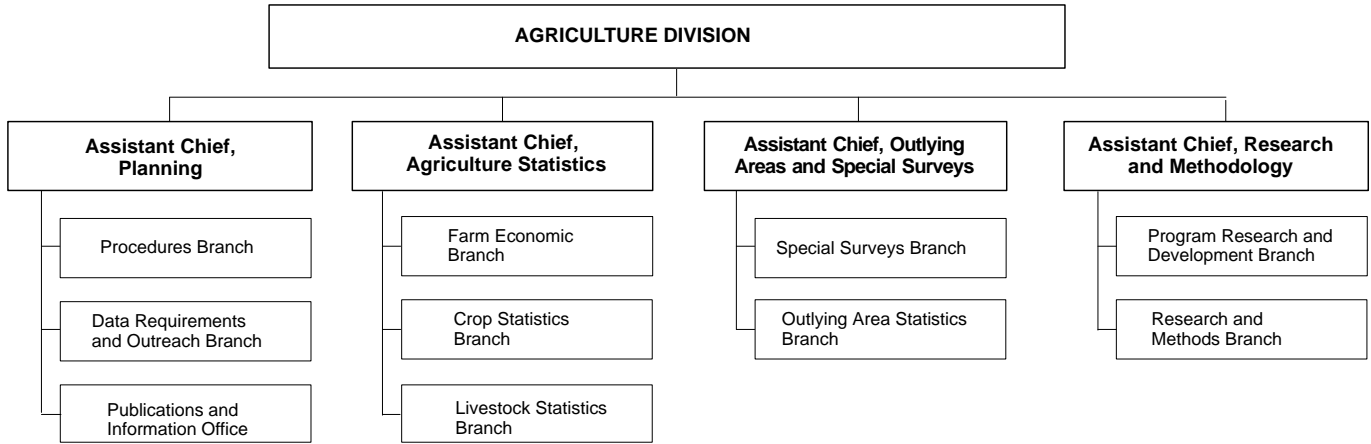 AGRICULTURE DIVISION
Assistant Chief,
Planning
Procedures Branch
Data Requirements
and Outreach Branch
Publications and
Information Office
Assistant Chief,
Agriculture Statistics
Farm Economic
Branch
Crop Statistics
Branch
Livestock Statistics
Branch
Assistant Chief, Outlying
Areas and Special Surveys
Special Surveys Branch
Outlying Area Statistics
Branch
Assistant Chief, Research
and Methodology
Program Research and
Development Branch
Research and
Methods Branch